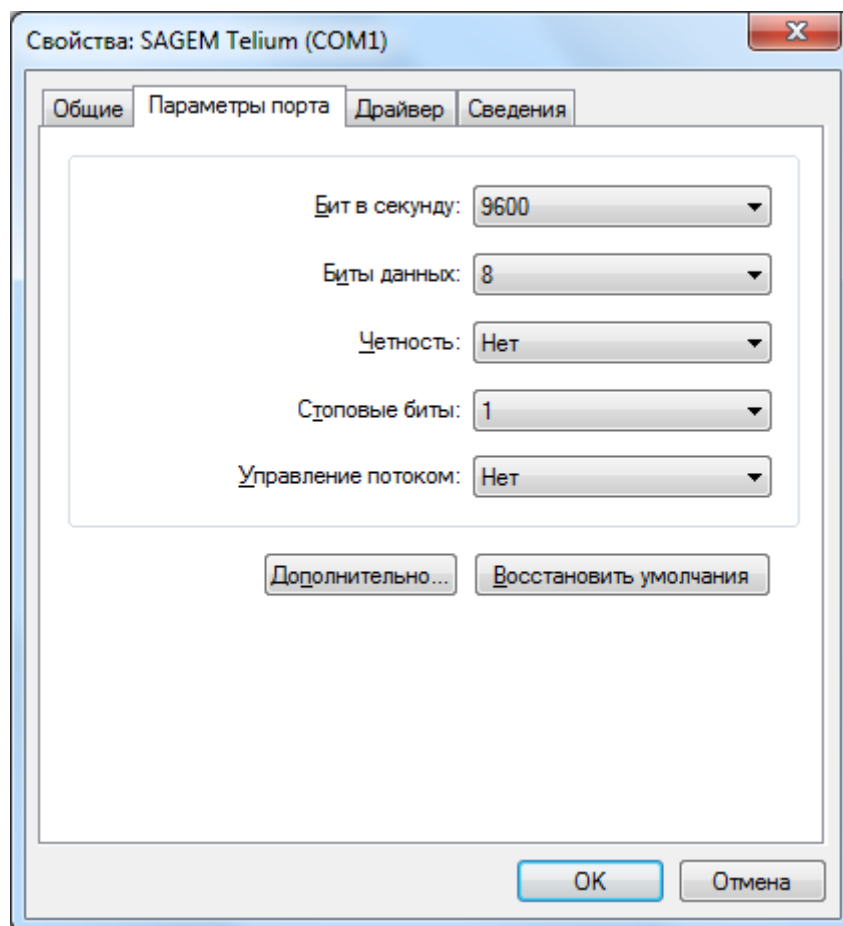 Свойства: SAGEM Telium (COM1)
Общие Параметры порта Драйвер Сведения
Бит в секунду: 9600
Биты данных: 8
Четность: Нет
Стоповые биты: 1
Управление потоком: Нет
Дополнительно... Восстановить умолчания
OK Отмена